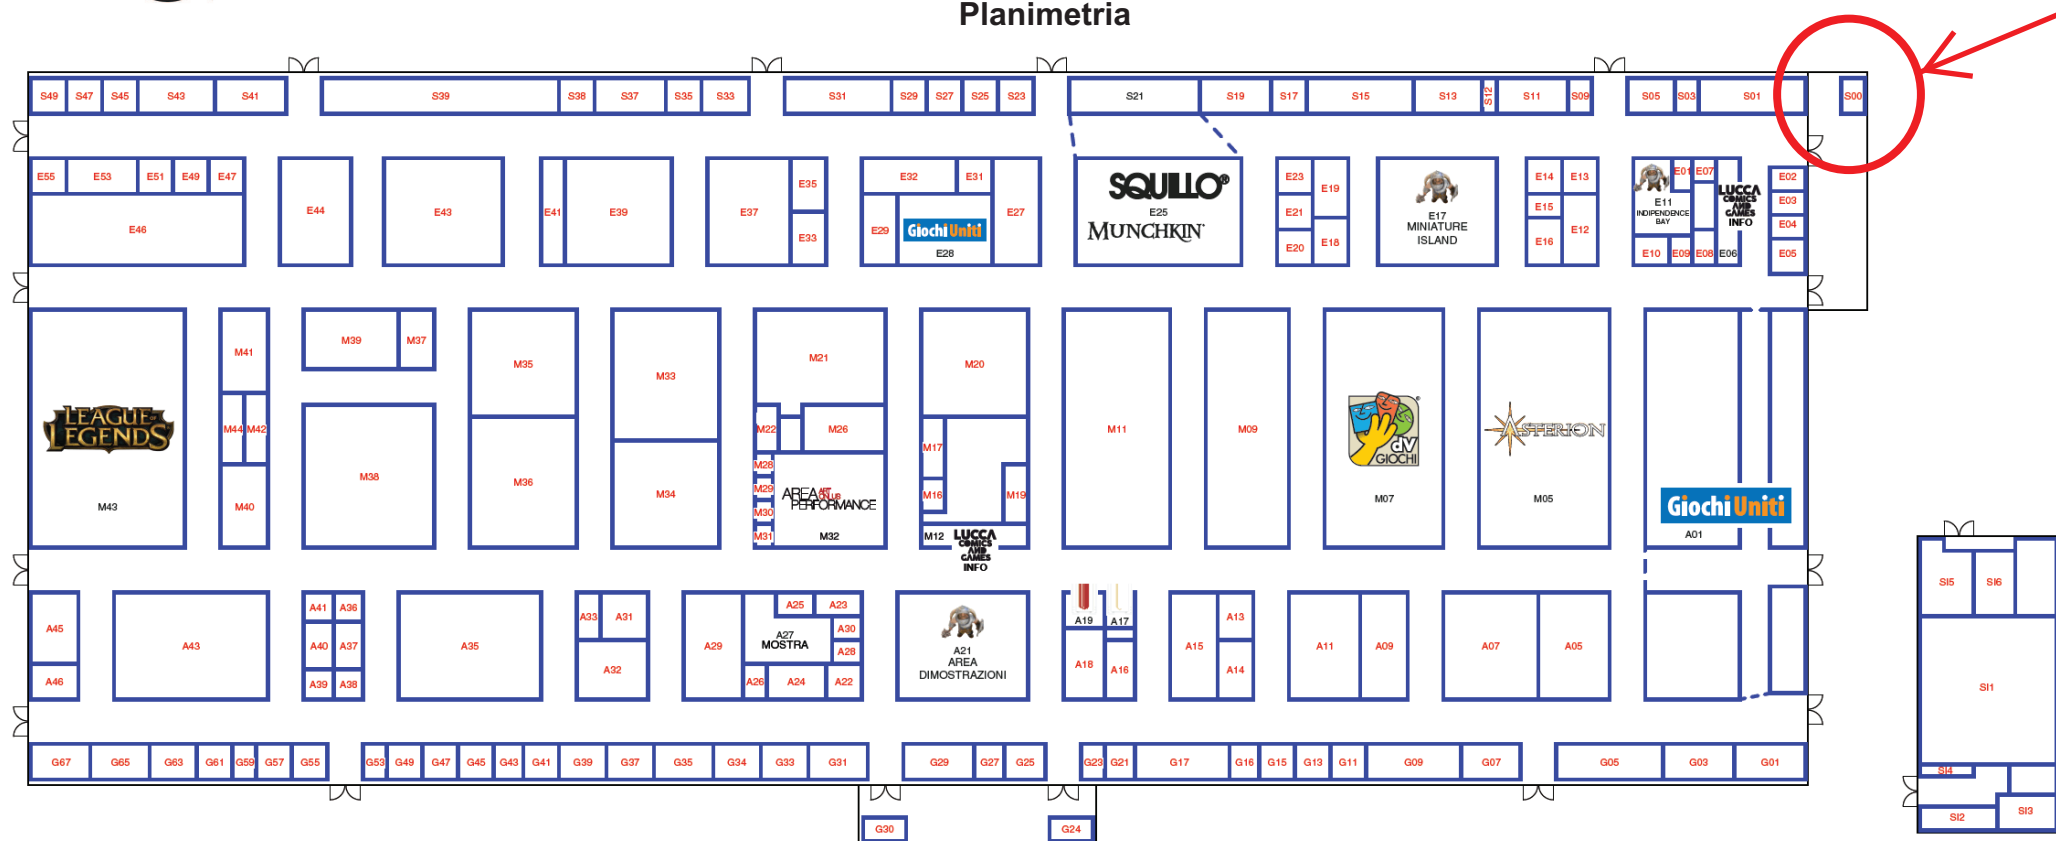 Planimetria
S49 S47 S45 S43 S41 S39 S38 S37 S35 S33 S31 S29 S27 S25 S23 S21 S19 S17 S15 S13 S12 S11 S09 S05 S03 S01 S00
E55 E53 E51 E49 E47
E46
E44
E43
E41 E39
E37 E35
E33
E32 E31
E29 Giochi Uniti
E28
E27
SQUILLO®
E25
MUNCHKIN
E23 E19
E21
E20 E18
E17
MINIATURE
ISLAND
E14 E13
E15
E12
E16
E01 E07
E11
INDIPENDENCE
BAY
E10 E09 E08 E06
LUCCA
COMICS
AND
GAMES
INFO
E02
E03
E04
E05
LEAGUE
LEGENDS
M43
M41
M44 M42
M40
M39 M37
M38
M35
M36
M33
M34
M21
M22 M26
M28
M29
M30
M31
AREA
PERFORMANCE
M32
M20
M17
M16 M19
M12
LUCCA
COMICS
AND
GAMES
INFO
M11
M09
dV
GIOCHI
M07
ASTERION
M05
Giochi Uniti
A01
A45
A46
A43
A41 A36
A40 A37
A39 A38
A35
A33 A31
A32
A29
A25 A23
A27
MOSTRA
A30
A28
A26 A24 A22
A21
AREA
DIMOSTRAZIONI
A19 A17
A18 A16
A15 A13
A14
A11 A09
A07 A05
G67 G65 G63 G61 G59 G57 G55 G53 G49 G47 G45 G43 G41 G39 G37 G35 G34 G33 G31 G29 G27 G25 G23 G21 G17 G16 G15 G13 G11 G09 G07 G05 G03 G01
G30 G24
SI5 SI6
SI1
SI4
SI2 SI3